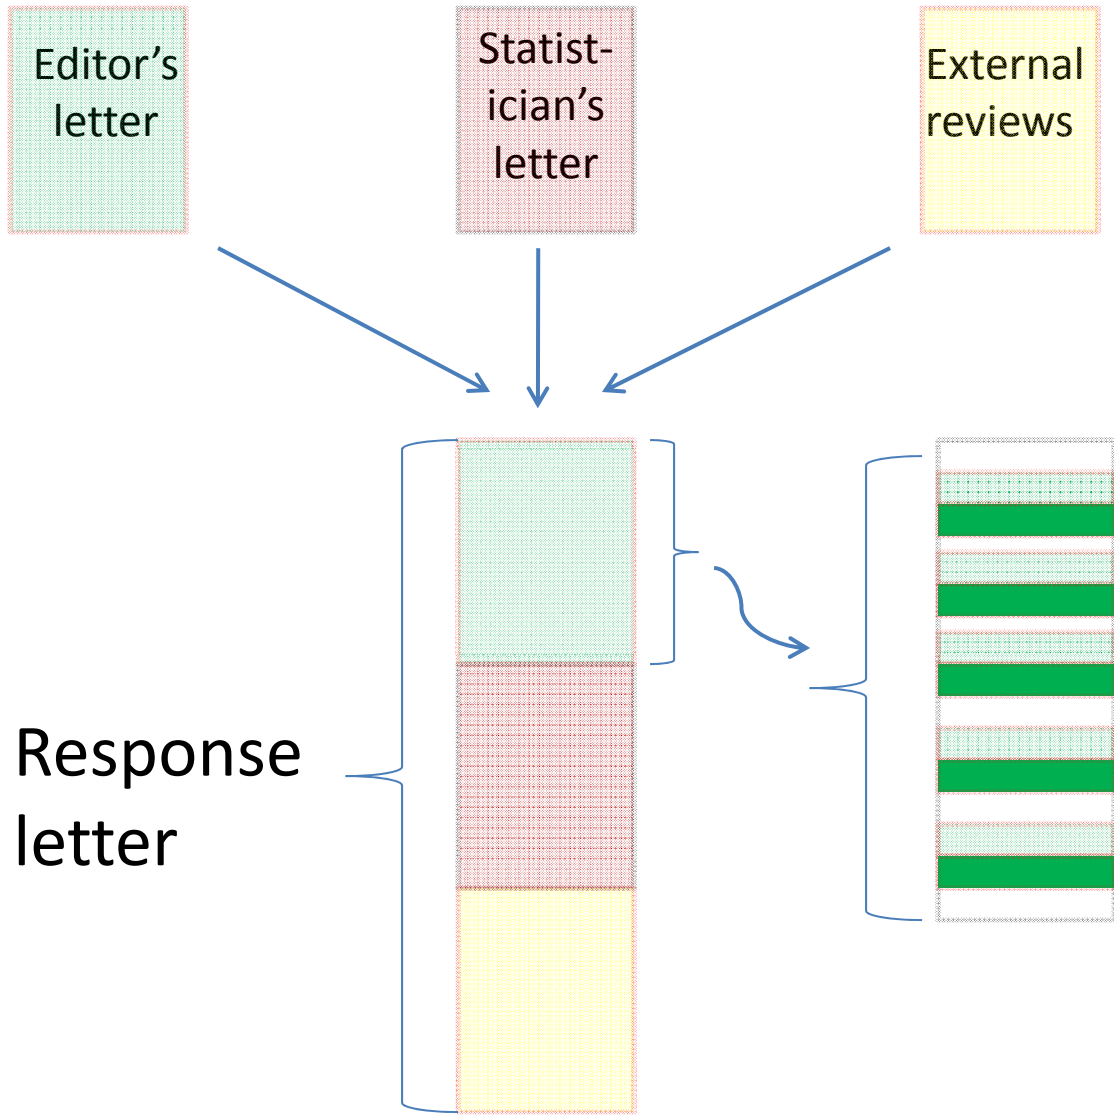 Editor’s
letter
Statist-
ician’s
letter
External
reviews
Response
letter